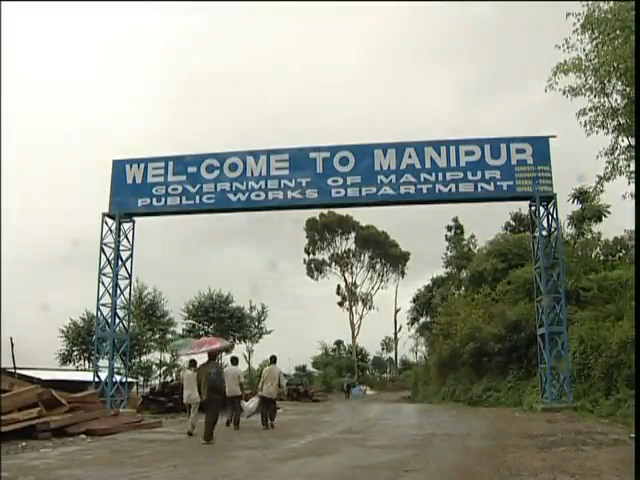 WEL-COME TO MANIPUR
GOVERNMENT OF MANIPUR
PUBLIC WORKS DEPARTMENT